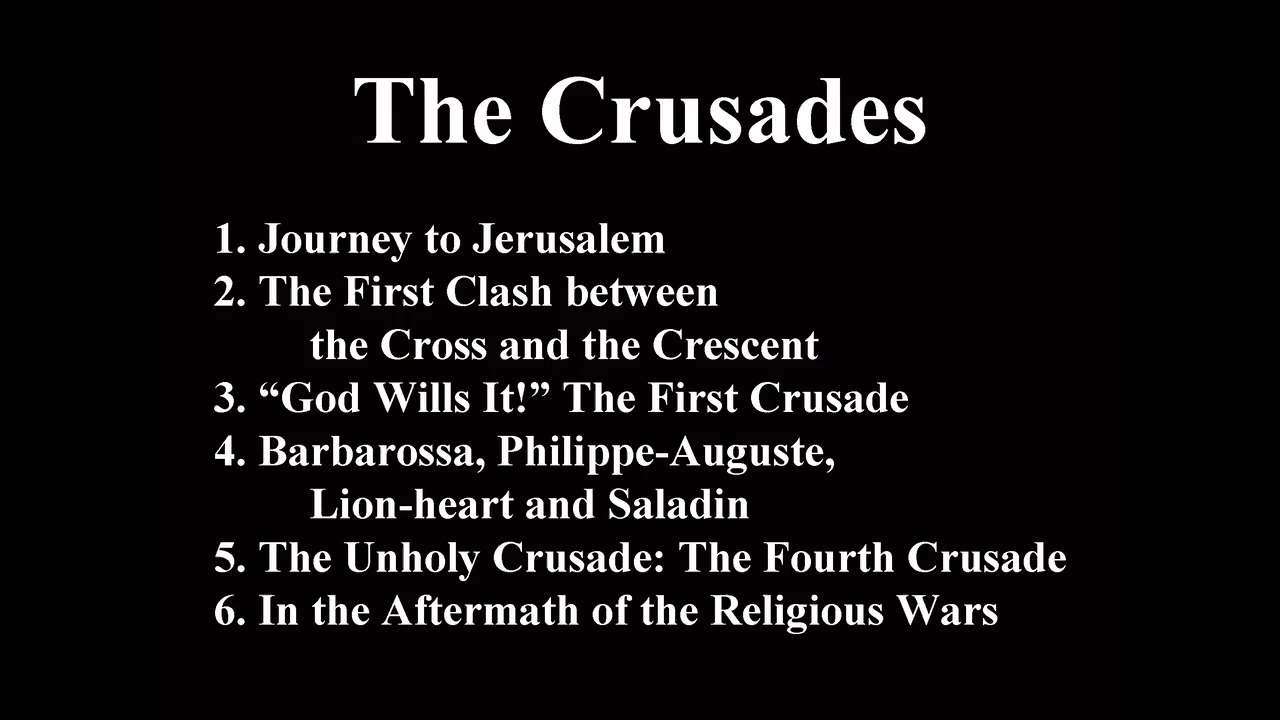 The Crusades
1. Journey to Jerusalem
2. The First Clash between
the Cross and the Crescent
3. “God Wills It!” The First Crusade
4. Barbarossa, Philippe-Auguste,
Lion-heart and Saladin
5. The Unholy Crusade: The Fourth Crusade
6. In the Aftermath of the Religious Wars